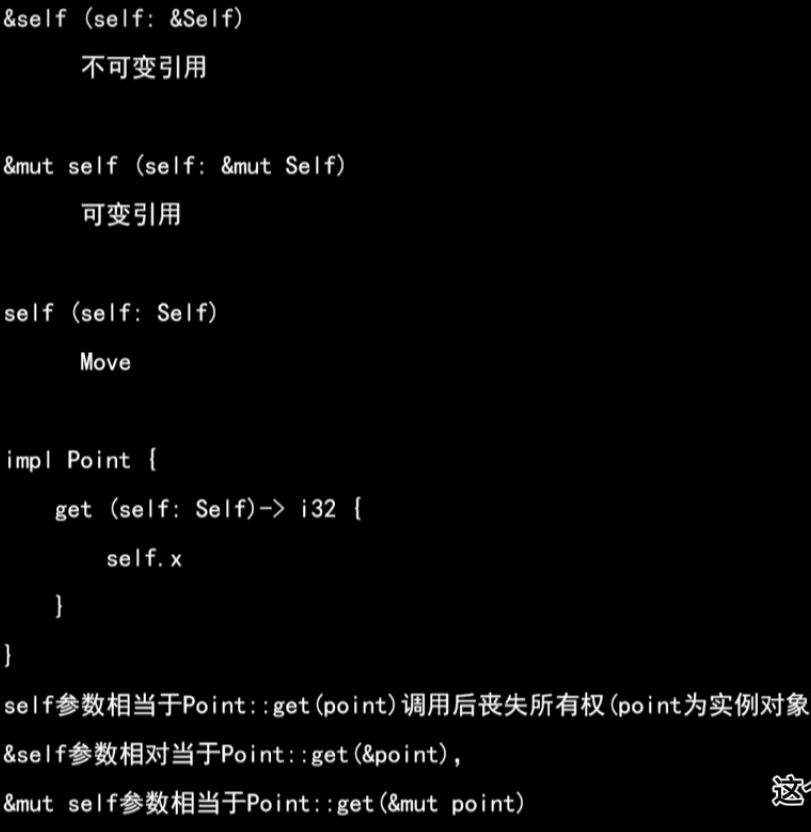 &self (self: &Self)
不可变引用
&mut self (self: &mut Self)
可变引用
self (self: Self)
Move
impl Point {
get (self: Self)-> i32 {
self.x
}
}
self参数相当于Point::get(point)调用后丧失所有权(point为实例对象
&self参数相对当于Point::get(&point),
&mut self参数相当于Point::get(&mut point)
这